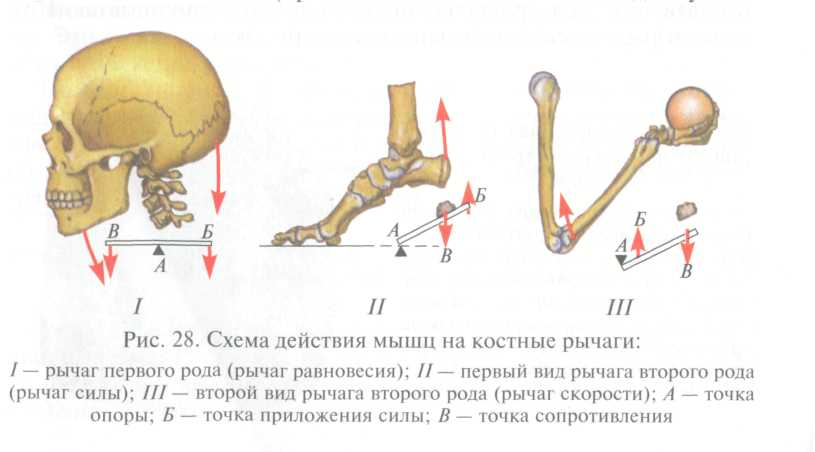 В
Б
А
Б
А
В
Б
А
В
I
II
III
Рис. 28. Схема действия мышц на костные рычаги:
I — рычаг первого рода (рычаг равновесия); II — первый вид рычага второго рода
(рычаг силы); III — второй вид рычага второго рода (рычаг скорости); А — точка
опоры; Б — точка приложения силы; В — точка сопротивления